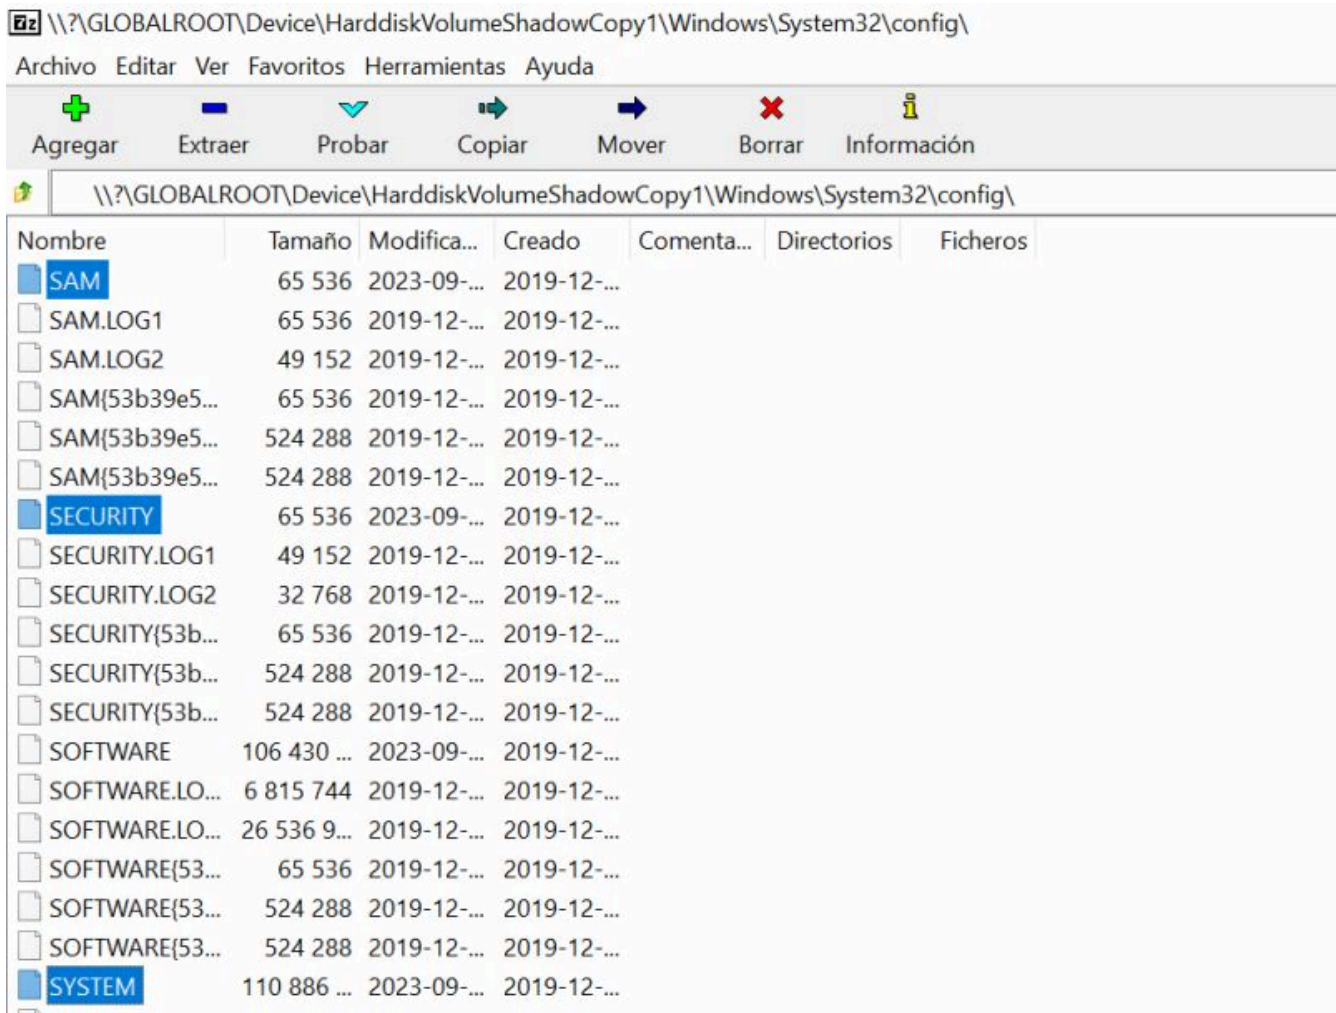 \\?\GLOBALROOT\Device\HarddiskVolumeShadowCopy1\Windows\System32\config\
Archivo Editar Ver Favoritos Herramientas Ayuda
Agregar Extraer Probar Copiar Mover Borrar Información
\\?\GLOBALROOT\Device\HarddiskVolumeShadowCopy1\Windows\System32\config\
Nombre Tamaño Modifica... Creado Comenta... Directorios Ficheros
SAM 65 536 2023-09-... 2019-12-...
SAM.LOG1 65 536 2019-12-... 2019-12-...
SAM.LOG2 49 152 2019-12-... 2019-12-...
SAM{53b39e5... 65 536 2019-12-... 2019-12-...
SAM{53b39e5... 524 288 2019-12-... 2019-12-...
SAM{53b39e5... 524 288 2019-12-... 2019-12-...
SECURITY 65 536 2023-09-... 2019-12-...
SECURITY.LOG1 49 152 2019-12-... 2019-12-...
SECURITY.LOG2 32 768 2019-12-... 2019-12-...
SECURITY{53b... 65 536 2019-12-... 2019-12-...
SECURITY{53b... 524 288 2019-12-... 2019-12-...
SECURITY{53b... 524 288 2019-12-... 2019-12-...
SOFTWARE 106 430 ... 2023-09-... 2019-12-...
SOFTWARE.LO... 6 815 744 2019-12-... 2019-12-...
SOFTWARE.LO... 26 536 9... 2019-12-... 2019-12-...
SOFTWARE{53... 65 536 2019-12-... 2019-12-...
SOFTWARE{53... 524 288 2019-12-... 2019-12-...
SOFTWARE{53... 524 288 2019-12-... 2019-12-...
SYSTEM 110 886 ... 2023-09-... 2019-12-...